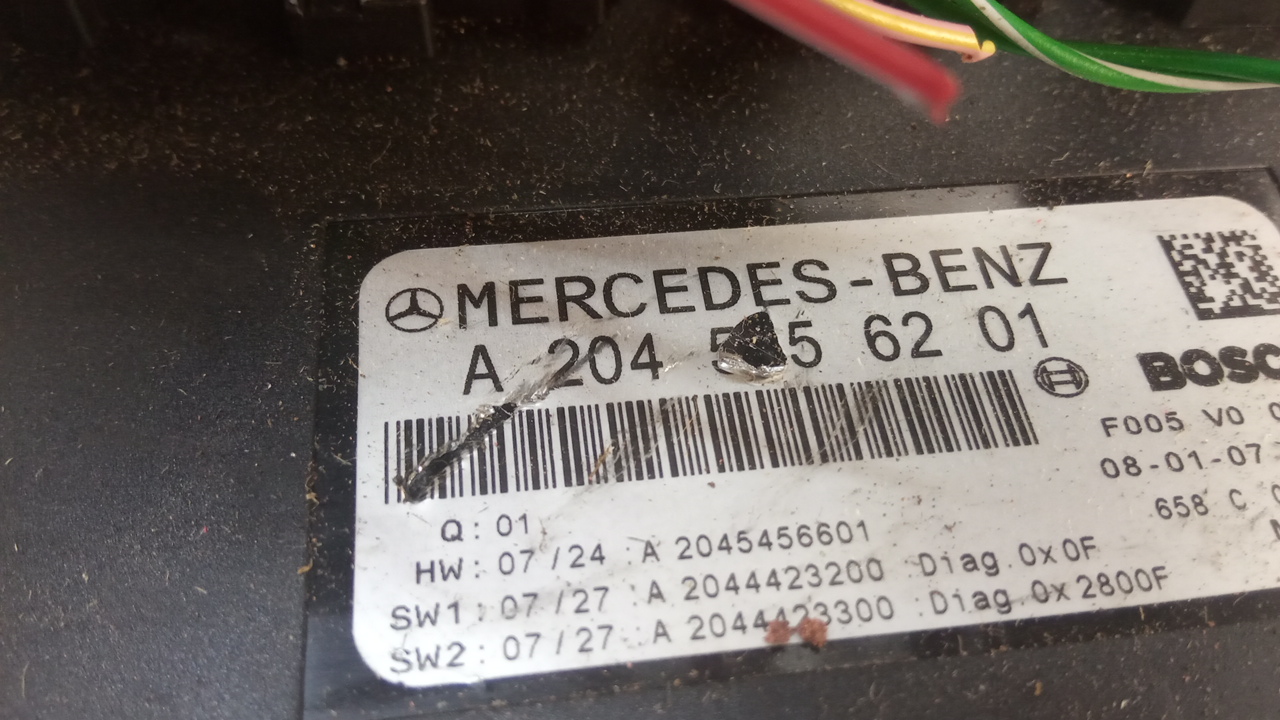 MERCEDES-BENZ
A 204 62 01
BOSC
F005 V0
08-01-07
658 C
Q: 01
HW: 07/24 A 2045456601
SW1: 07/27 A 2044423200 Diag.0x0F
SW2: 07/27 A 2044423300 Diag.0x2800F